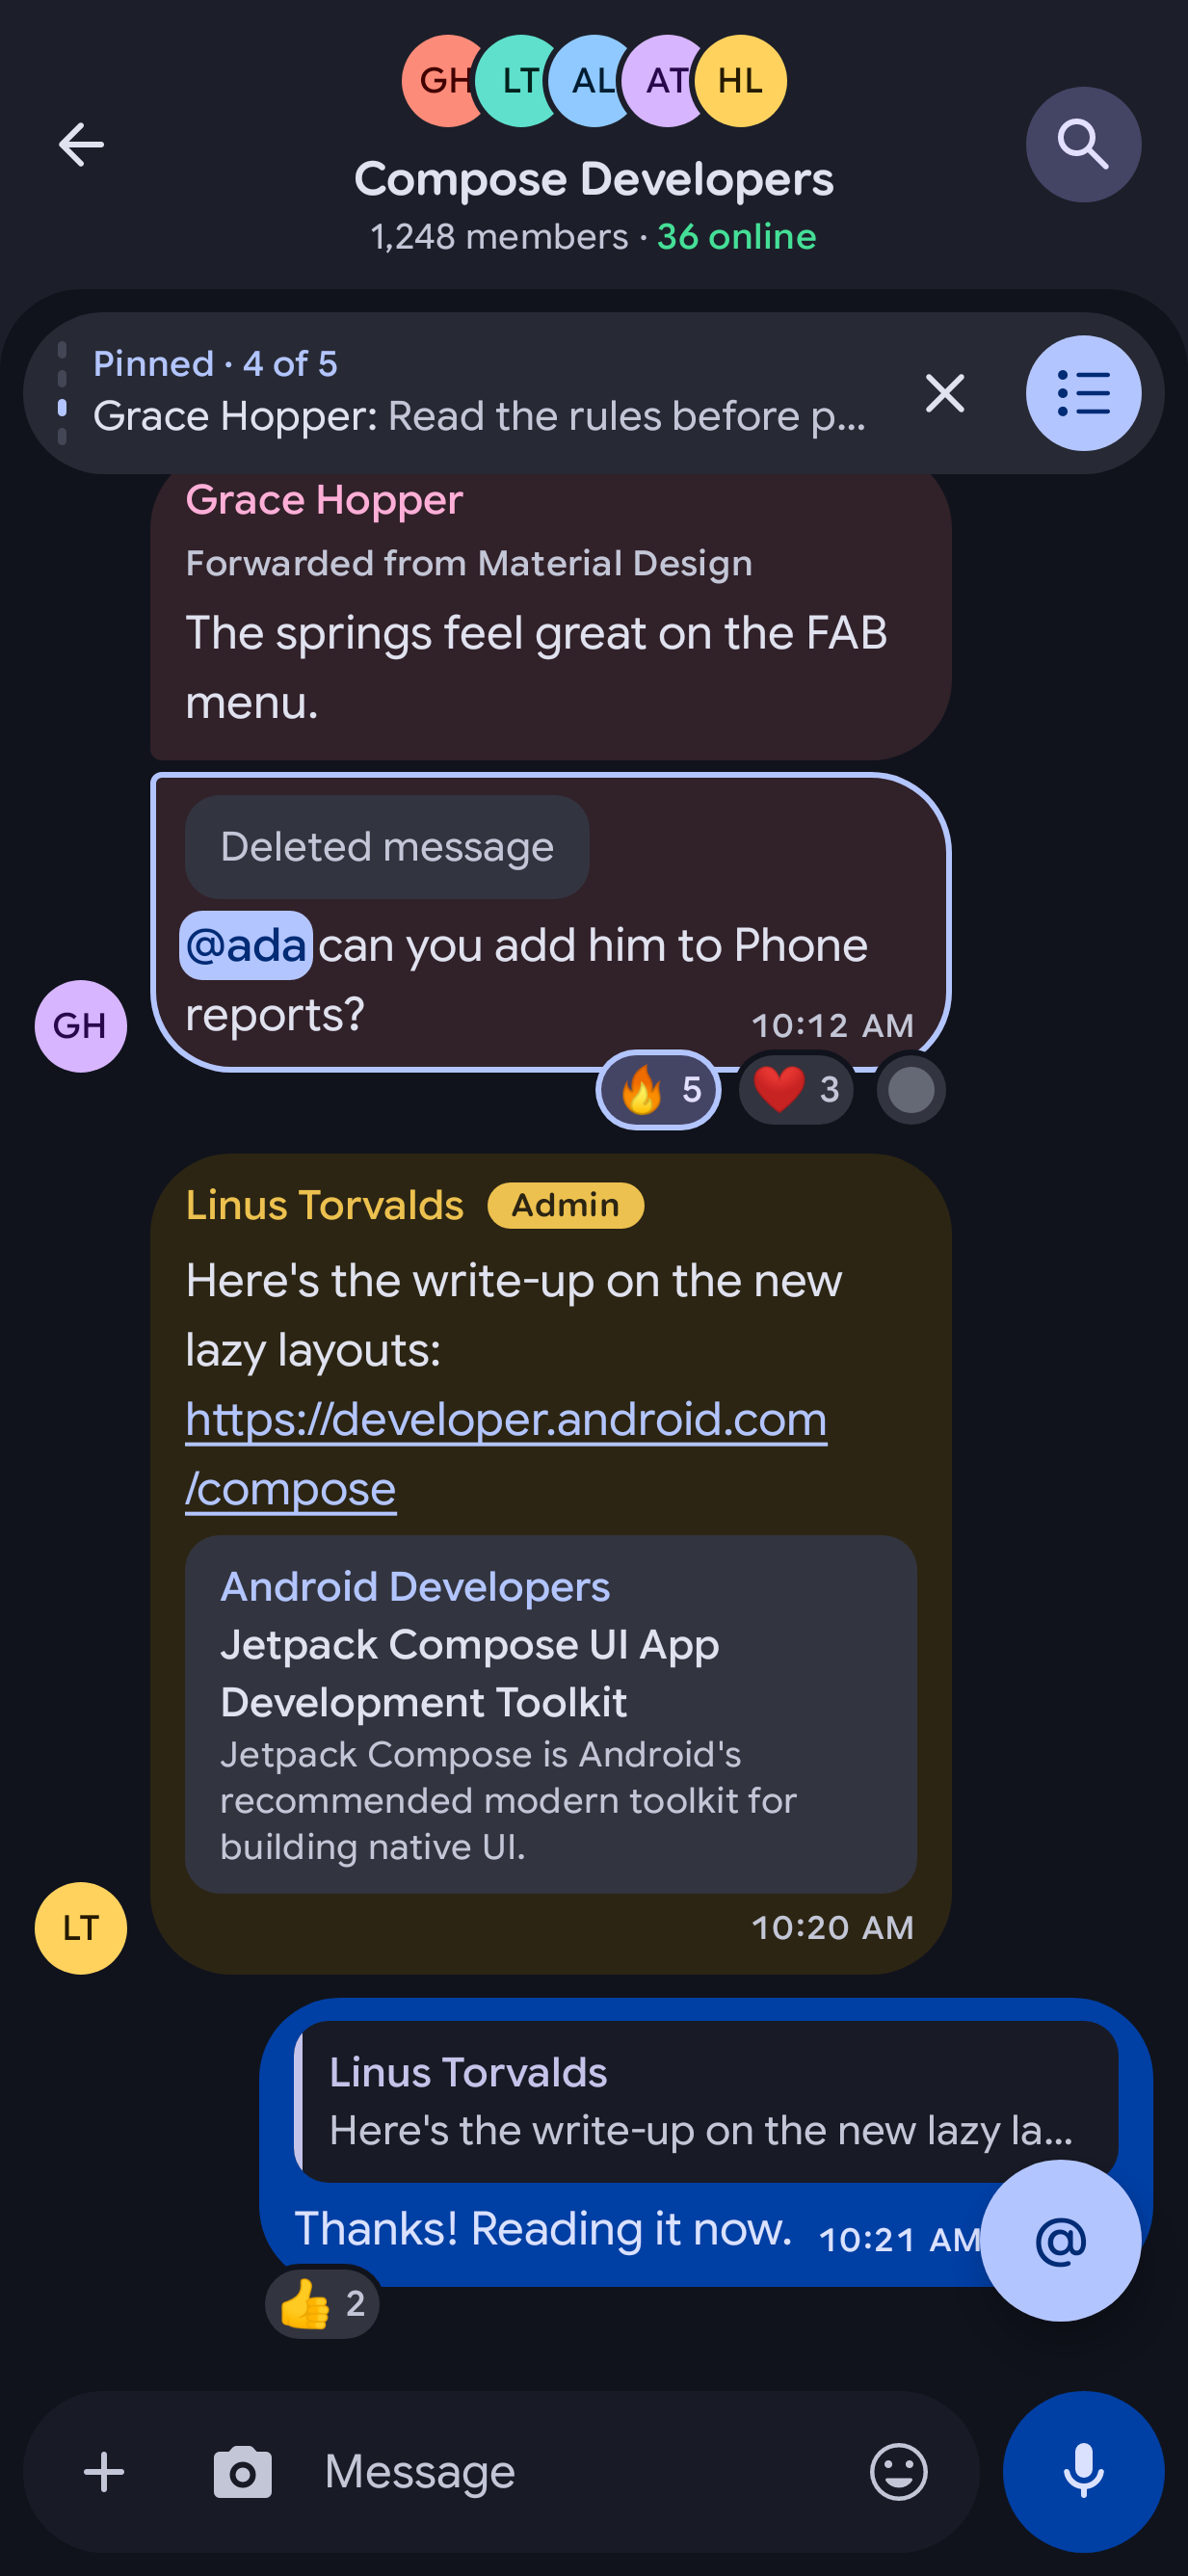 GH LT AL AT HL
Compose Developers
1,248 members · 36 online
Pinned · 4 of 5
Grace Hopper: Read the rules before p...
Grace Hopper
Forwarded from Material Design
The springs feel great on the FAB
menu.
Deleted message
@ada can you add him to Phone
reports?
10:12 AM
GH
🔥 5 ❤️ 3
Linus Torvalds Admin
Here's the write-up on the new
lazy layouts:
https://developer.android.com
/compose
Android Developers
Jetpack Compose UI App
Development Toolkit
Jetpack Compose is Android's
recommended modern toolkit for
building native UI.
10:20 AM
LT
Linus Torvalds
Here's the write-up on the new lazy la...
Thanks! Reading it now. 10:21 AM
@
👍 2
Message